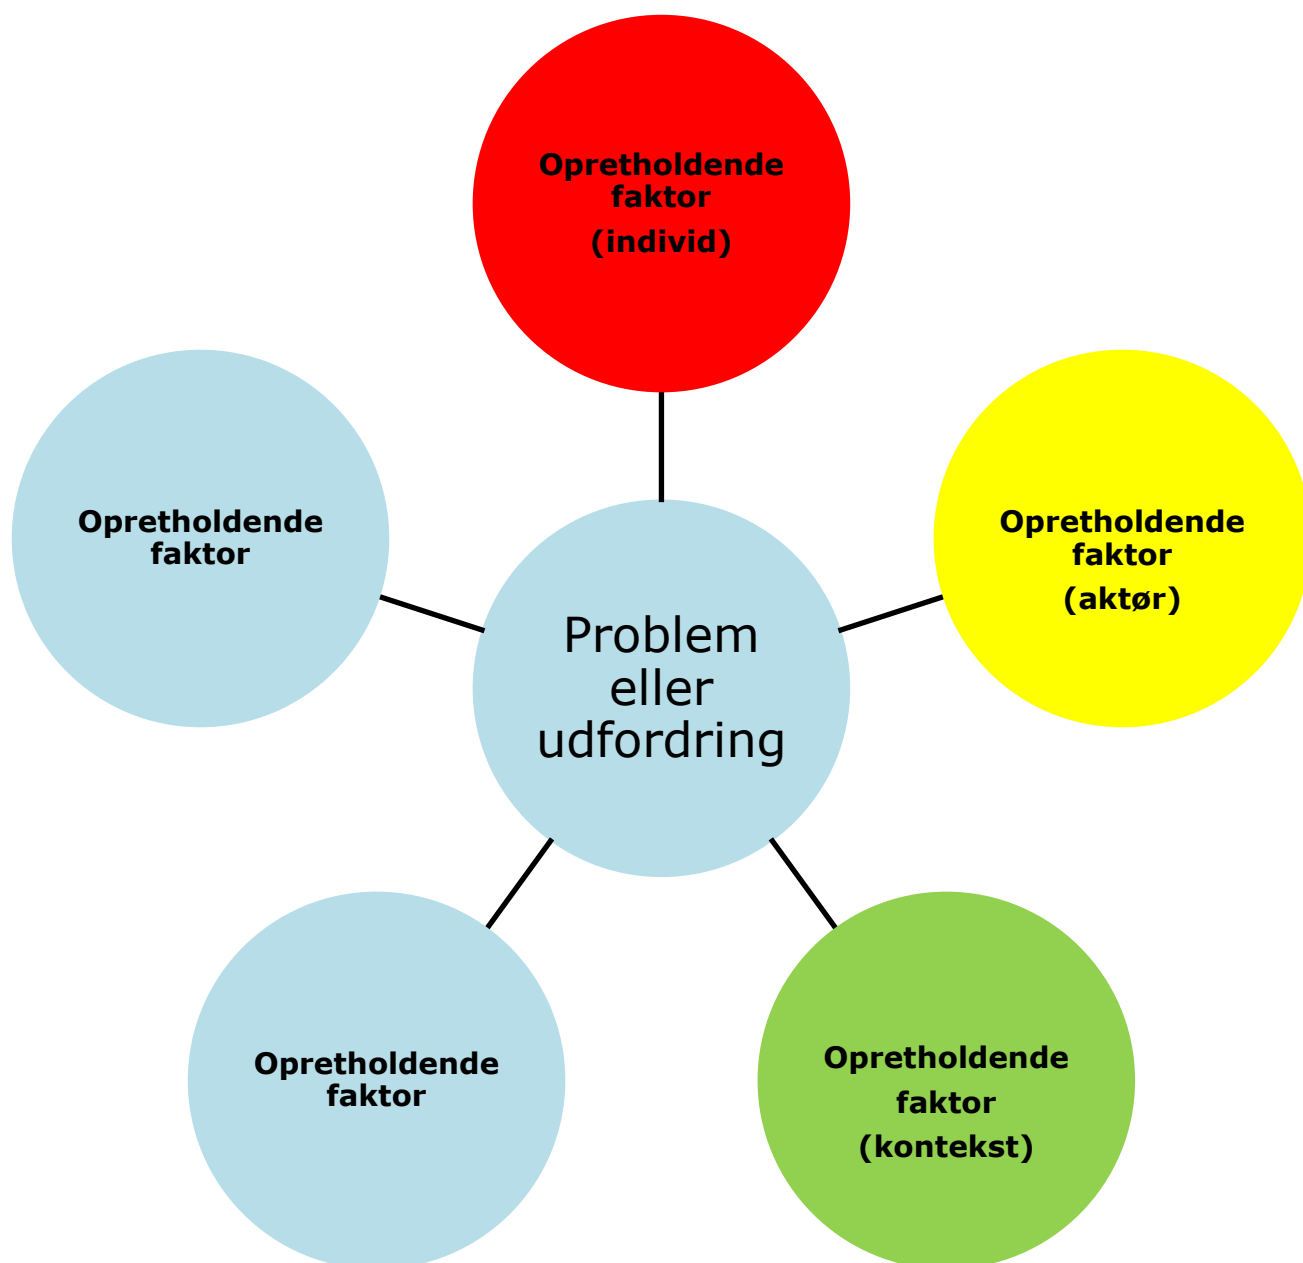 Opretholdende
faktor
(individ)
Opretholdende
faktor
Opretholdende
faktor
(aktør)
Problem
eller
udfordring
Opretholdende
faktor
Opretholdende
faktor
(kontekst)